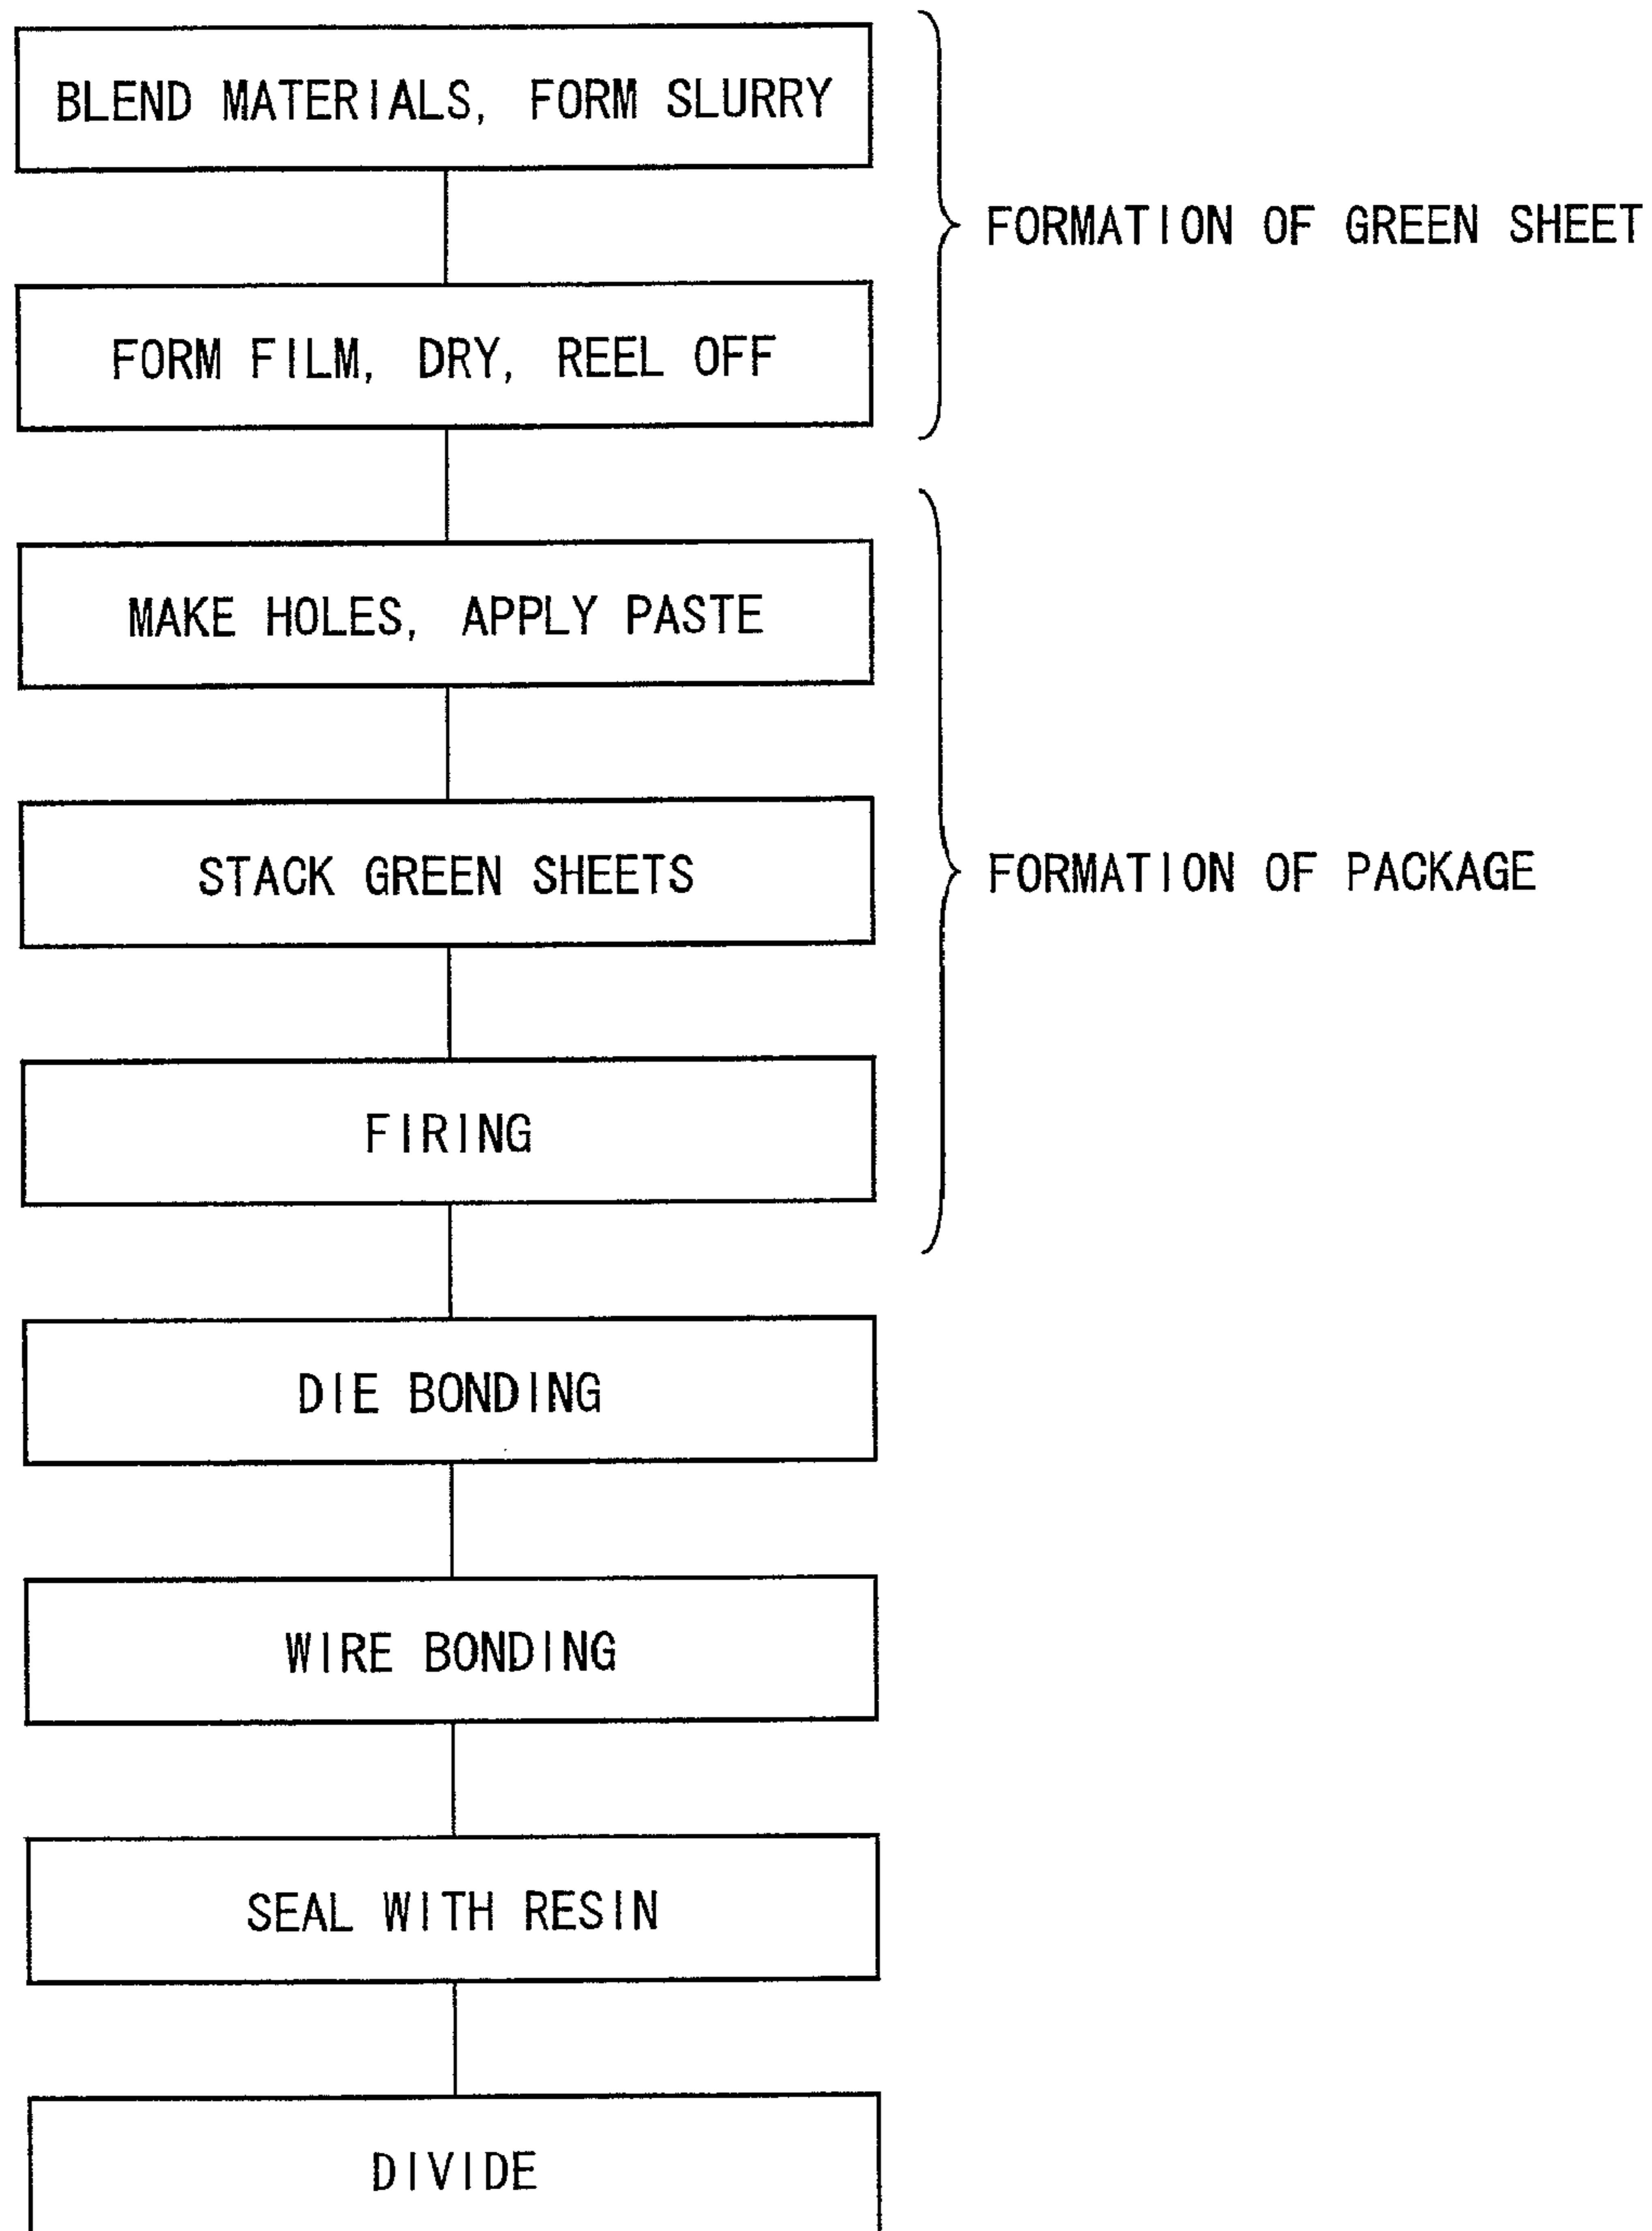 BLEND MATERIALS, FORM SLURRY
FORMATION OF GREEN SHEET
FORM FILM, DRY, REEL OFF
MAKE HOLES, APPLY PASTE
STACK GREEN SHEETS
FORMATION OF PACKAGE
FIRING
DIE BONDING
WIRE BONDING
SEAL WITH RESIN
DIVIDE